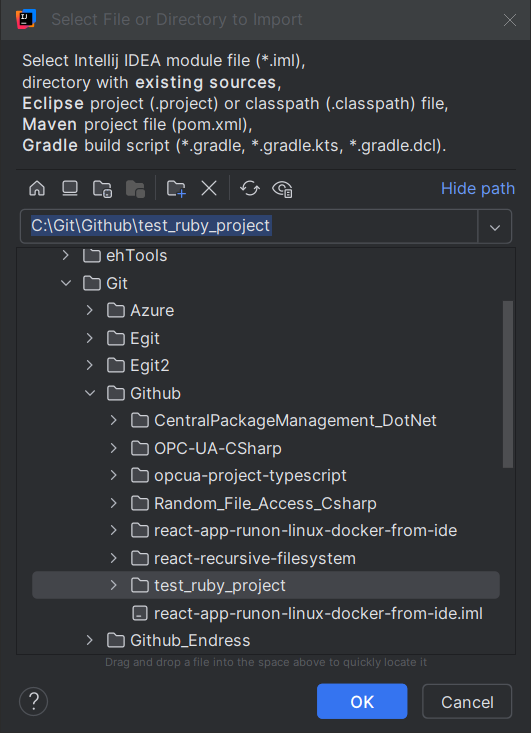 Select File or Directory to Import
Select Intellij IDEA module file (*.iml),
directory with existing sources,
Eclipse project (.project) or classpath (.classpath) file,
Maven project file (pom.xml),
Gradle build script (*.gradle, *.gradle.kts, *.gradle.dcl).
Hide path
C:\Git\Github\test_ruby_project
ehTools
Git
Azure
Egit
Egit2
Github
CentralPackageManagement_DotNet
OPC-UA-CSharp
opcua-project-typescript
Random_File_Access_Csharp
react-app-runon-linux-docker-from-ide
react-recursive-filesystem
test_ruby_project
react-app-runon-linux-docker-from-ide.iml
Github_Endress
Drag and drop a file into the space above to quickly locate it
? OK Cancel